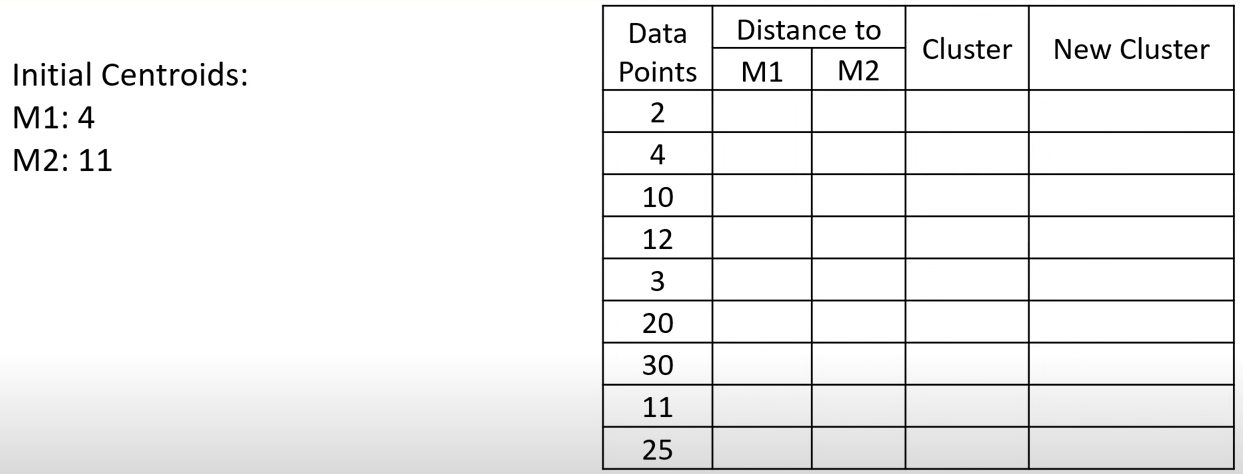 Initial Centroids:
M1: 4
M2: 11
Data Points
Distance to
Cluster
New Cluster
M1
M2
2
4
10
12
3
20
30
11
25